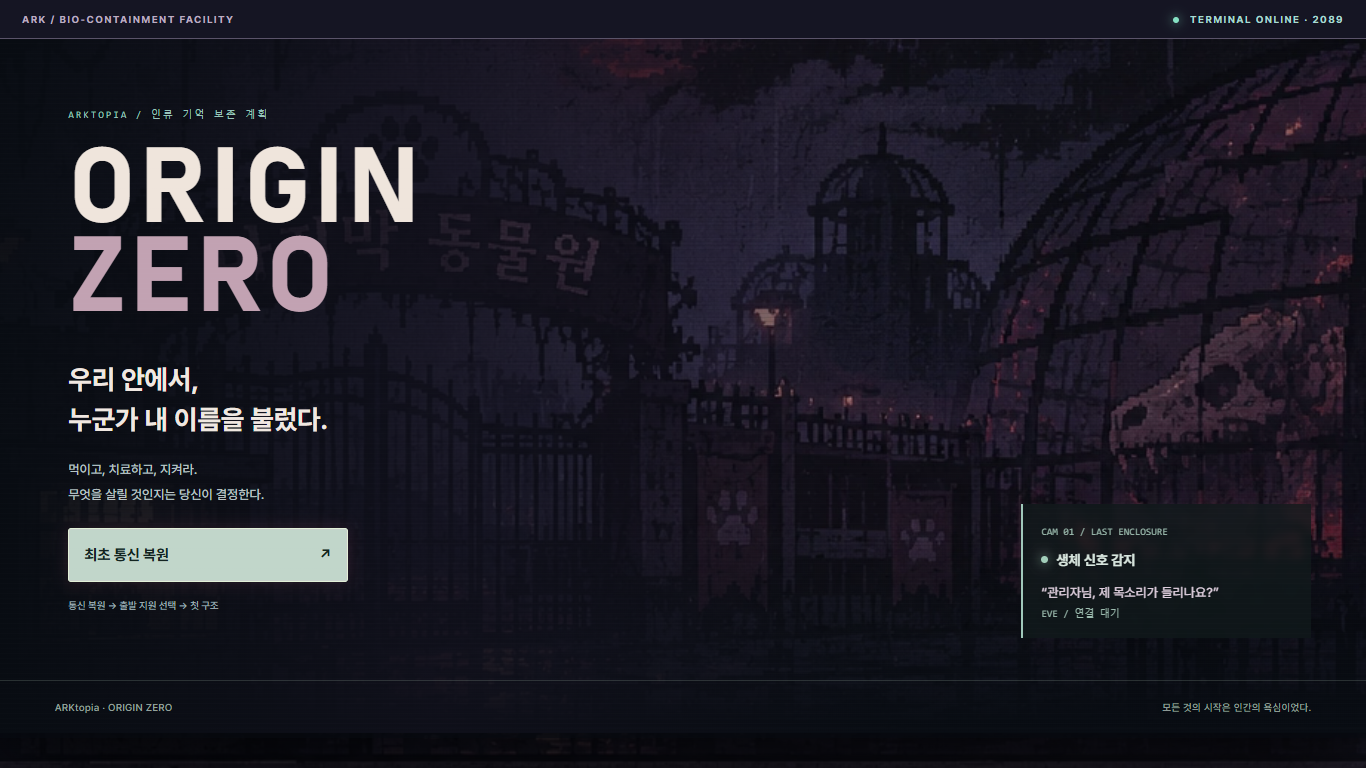 ARK / BIO-CONTAINMENT FACILITY
TERMINAL ONLINE · 2089
ARKTOPIA / 인류 기억 보존 계획
ORIGIN
ZERO
막 동물원
우리 안에서,
누군가 내 이름을 불렀다.
먹이고, 치료하고, 지켜라.
무엇을 살릴 것인지는 당신이 결정한다.
최초 통신 복원 ↗
통신 복원 → 출발 지원 선택 → 첫 구조
CAM 01 / LAST ENCLOSURE
생체 신호 감지
“관리자님, 제 목소리가 들리나요?”
EVE / 연결 대기
ARKtopia · ORIGIN ZERO
모든 것의 시작은 인간의 욕심이었다.